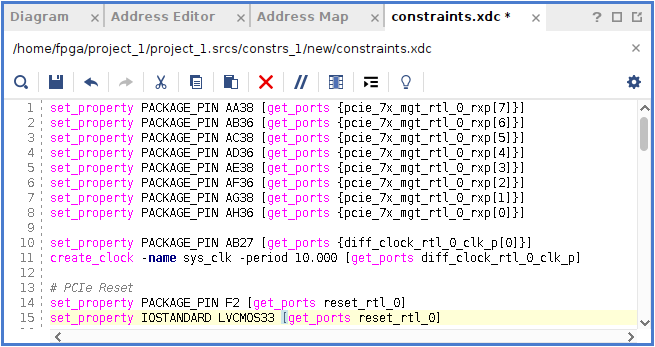 Diagram × Address Editor × Address Map × constraints.xdc * ×
/home/fpga/project_1/project_1.srcs/constrs_1/new/constraints.xdc
1 set_property PACKAGE_PIN AA38 [get_ports {pcie_7x_mgt_rtl_0_rxp[7]}]
2 set_property PACKAGE_PIN AB36 [get_ports {pcie_7x_mgt_rtl_0_rxp[6]}]
3 set_property PACKAGE_PIN AC38 [get_ports {pcie_7x_mgt_rtl_0_rxp[5]}]
4 set_property PACKAGE_PIN AD36 [get_ports {pcie_7x_mgt_rtl_0_rxp[4]}]
5 set_property PACKAGE_PIN AE38 [get_ports {pcie_7x_mgt_rtl_0_rxp[3]}]
6 set_property PACKAGE_PIN AF36 [get_ports {pcie_7x_mgt_rtl_0_rxp[2]}]
7 set_property PACKAGE_PIN AG38 [get_ports {pcie_7x_mgt_rtl_0_rxp[1]}]
8 set_property PACKAGE_PIN AH36 [get_ports {pcie_7x_mgt_rtl_0_rxp[0]}]
9
10 set_property PACKAGE_PIN AB27 [get_ports {diff_clock_rtl_0_clk_p[0]}]
11 create_clock -name sys_clk -period 10.000 [get_ports diff_clock_rtl_0_clk_p]
12
13 # PCIe Reset
14 set_property PACKAGE_PIN F2 [get_ports reset_rtl_0]
15 set_property IOSTANDARD LVCMOS33 [get_ports reset_rtl_0]